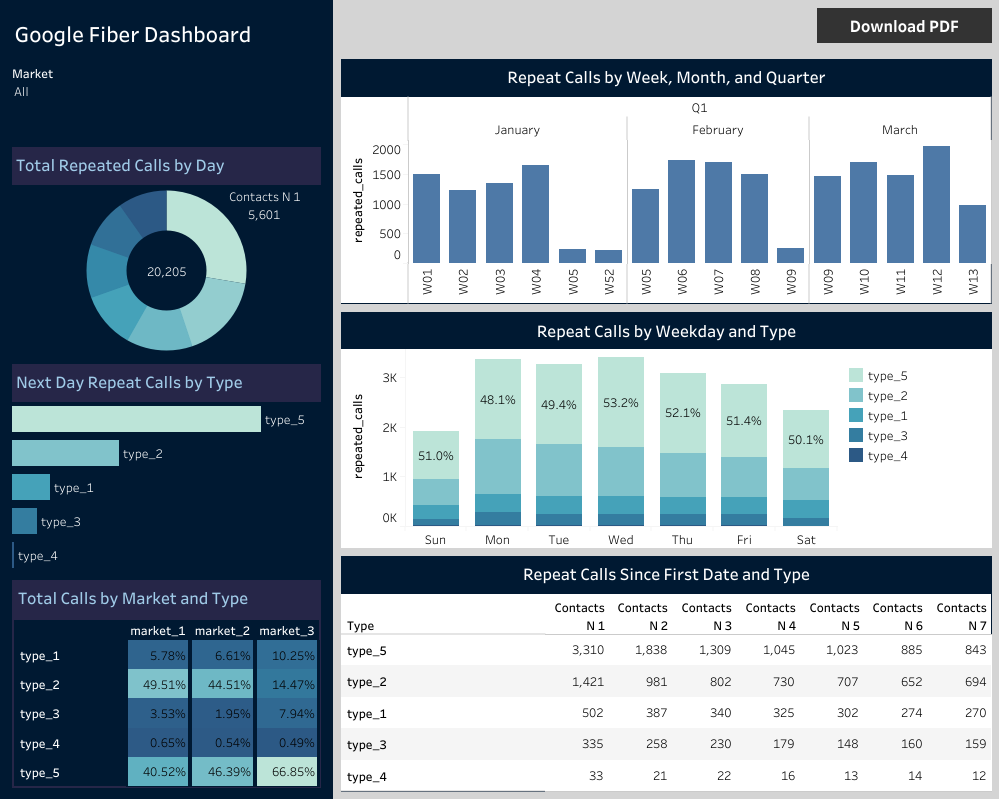 Google Fiber Dashboard
Market
All
Total Repeated Calls by Day
Contacts N 1
5,601
20,205
Next Day Repeat Calls by Type
type_5
type_2
type_1
type_3
type_4
Total Calls by Market and Type
market_1 market_2 market_3
type_1 5.78% 6.61% 10.25%
type_2 49.51% 44.51% 14.47%
type_3 3.53% 1.95% 7.94%
type_4 0.65% 0.54% 0.49%
type_5 40.52% 46.39% 66.85%
Download PDF
Repeat Calls by Week, Month, and Quarter
Q1
January February March
repeated_calls
2000
1500
1000
500
0
W01 W02 W03 W04 W05 W52 W05 W06 W07 W08 W09 W09 W10 W11 W12 W13
Repeat Calls by Weekday and Type
repeated_calls
3K
2K
1K
0K
51.0% 48.1% 49.4% 53.2% 52.1% 51.4% 50.1%
Sun Mon Tue Wed Thu Fri Sat
type_5
type_2
type_1
type_3
type_4
Repeat Calls Since First Date and Type
Contacts Contacts Contacts Contacts Contacts Contacts Contacts
Type N 1 N 2 N 3 N 4 N 5 N 6 N 7
type_5 3,310 1,838 1,309 1,045 1,023 885 843
type_2 1,421 981 802 730 707 652 694
type_1 502 387 340 325 302 274 270
type_3 335 258 230 179 148 160 159
type_4 33 21 22 16 13 14 12